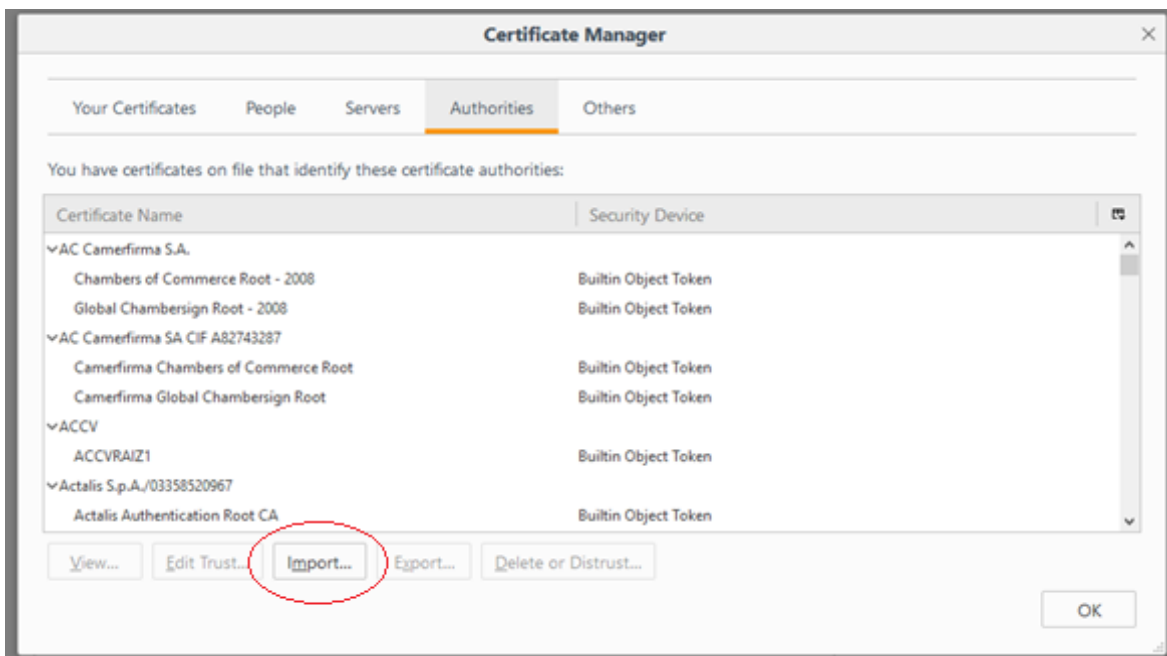 Certificate Manager
Your Certificates People Servers Authorities Others
You have certificates on file that identify these certificate authorities:
Certificate Name Security Device
AC Camerfirma S.A.
Chambers of Commerce Root - 2008 Builtin Object Token
Global Chambersign Root - 2008 Builtin Object Token
AC Camerfirma SA CIF A82743287
Camerfirma Chambers of Commerce Root Builtin Object Token
Camerfirma Global Chambersign Root Builtin Object Token
ACCV
ACCVRAIZ1 Builtin Object Token
Actalis S.p.A./03358520967
Actalis Authentication Root CA Builtin Object Token
View... Edit Trust... Import... Export... Delete or Distrust...
OK